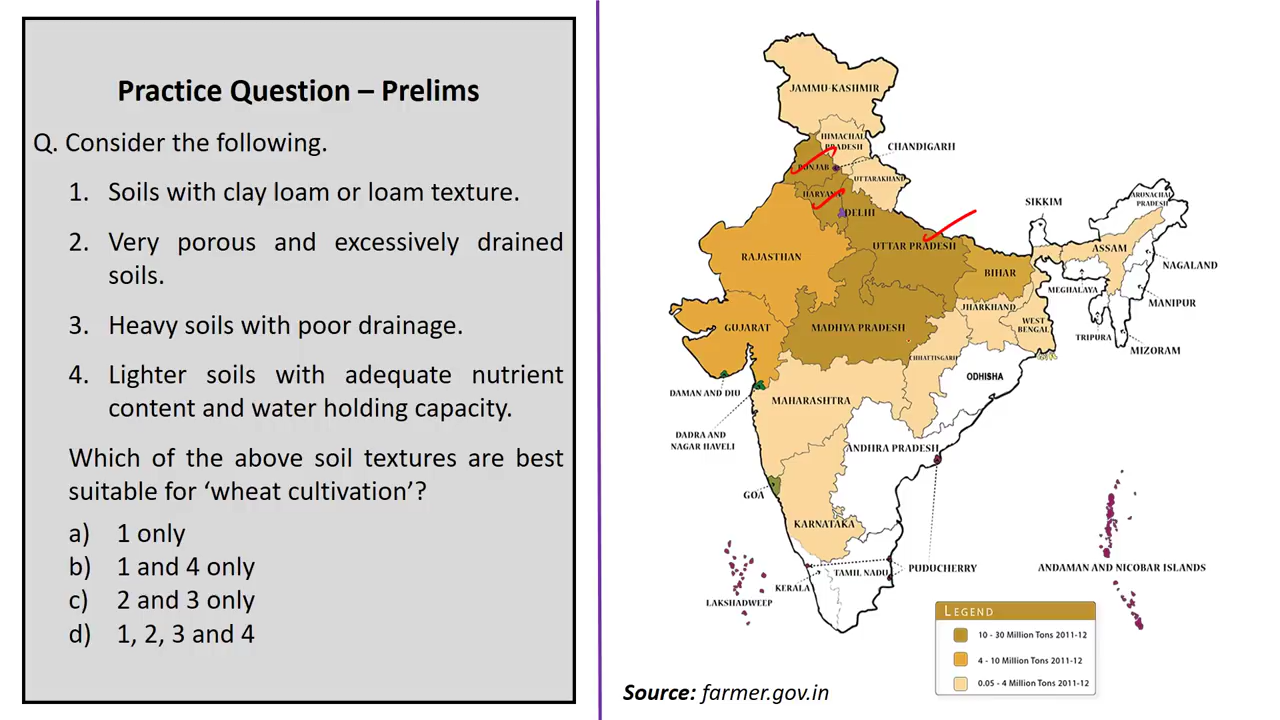 Practice Question – Prelims
Q. Consider the following.
1. Soils with clay loam or loam texture.
2. Very porous and excessively drained
soils.
3. Heavy soils with poor drainage.
4. Lighter soils with adequate nutrient
content and water holding capacity.
Which of the above soil textures are best
suitable for ‘wheat cultivation’?
a) 1 only
b) 1 and 4 only
c) 2 and 3 only
d) 1, 2, 3 and 4
JAMMU-KASHMIR
HIMACHAL
PRADESH
CHANDIGARH
PUNJAB
UTTARAKHAND
HARYANA
DELHI
SIKKIM
ARONACHAL
PRADESH
UTTAR PRADESH
ASSAM
RAJASTHAN
BIHAR
NAGALAND
MEGHALAYA
MANIPUR
JHARKHAND
GUJARAT
MADHYA PRADESH
WEST
BENGAL
TRIPURA
MIZORAM
CHHATTISGARH
ODHISHA
DAMAN AND DIU
MAHARASHTRA
DADRA AND
NAGAR HAVELI
ANDHRA PRADESH
GOA
KARNATAKA
PUDUCHERRY
ANDAMAN AND NICOBAR ISLANDS
TAMIL NADU
KERALA
LAKSHADWEEP
LEGEND
10 - 30 Million Tons 2011-12
4 - 10 Million Tons 2011-12
0.05 - 4 Million Tons 2011-12
Source: farmer.gov.in